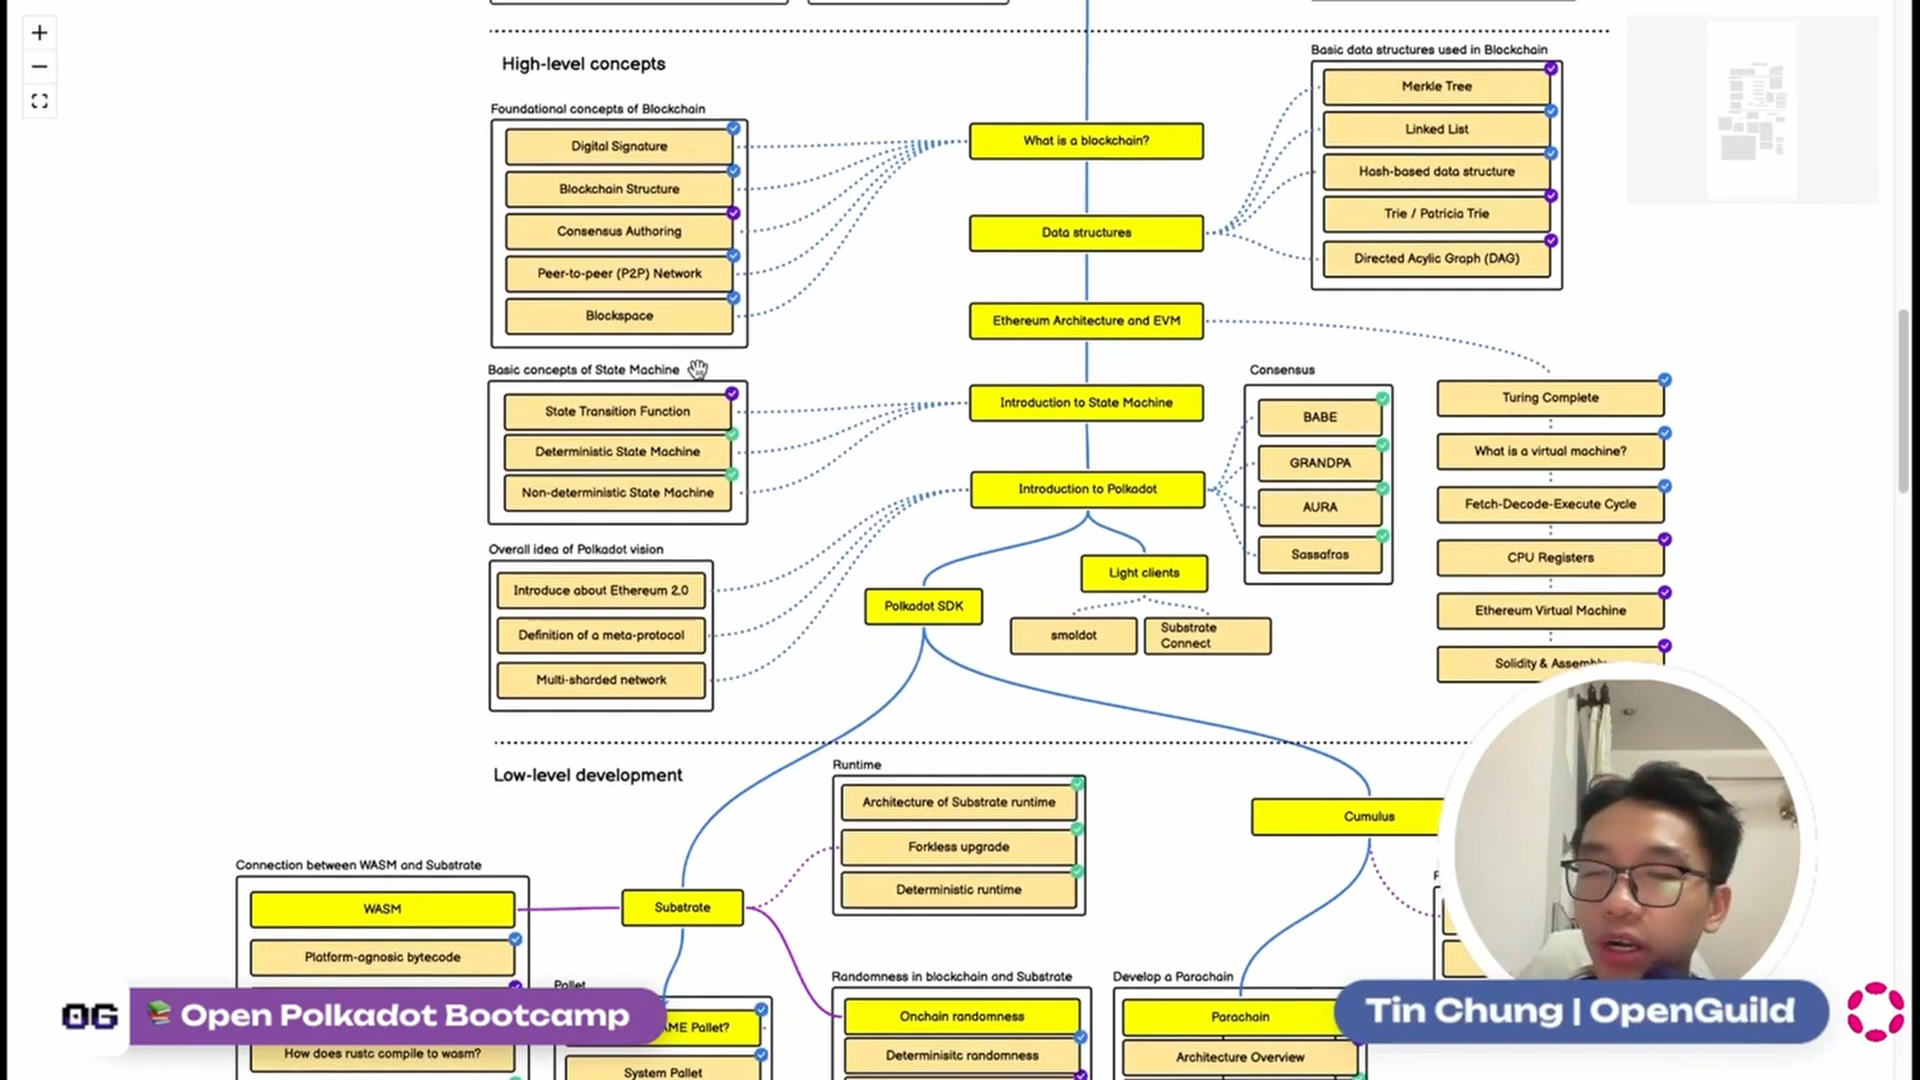 High-level concepts
Foundational concepts of Blockchain
Digital Signature
Blockchain Structure
Consensus Authoring
Peer-to-peer (P2P) Network
Blockspace
What is a blockchain?
Data structures
Basic data structures used in Blockchain
Merkle Tree
Linked List
Hash-based data structure
Trie / Patricia Trie
Directed Acylic Graph (DAG)
Ethereum Architecture and EVM
Basic concepts of State Machine
State Transition Function
Deterministic State Machine
Non-deterministic State Machine
Introduction to State Machine
Introduction to Polkadot
Consensus
BABE
GRANDPA
AURA
Sassafras
Turing Complete
What is a virtual machine?
Fetch-Decode-Execute Cycle
CPU Registers
Ethereum Virtual Machine
Solidity & Assembly
Overall idea of Polkadot vision
Introduce about Ethereum 2.0
Definition of a meta-protocol
Multi-sharded network
Polkadot SDK
Light clients
smoldot
Substrate
Connect
Low-level development
Runtime
Architecture of Substrate runtime
Forkless upgrade
Deterministic runtime
Cumulus
Connection between WASM and Substrate
WASM
Platform-agnosic bytecode
How does rustc compile to wasm?
Substrate
Pallet
AME Pallet?
System Pallet
Randomness in blockchain and Substrate
Onchain randomness
Determinisitc randomness
Develop a Parachain
Parachain
Architecture Overview
OG
Open Polkadot Bootcamp
Tin Chung | OpenGuild